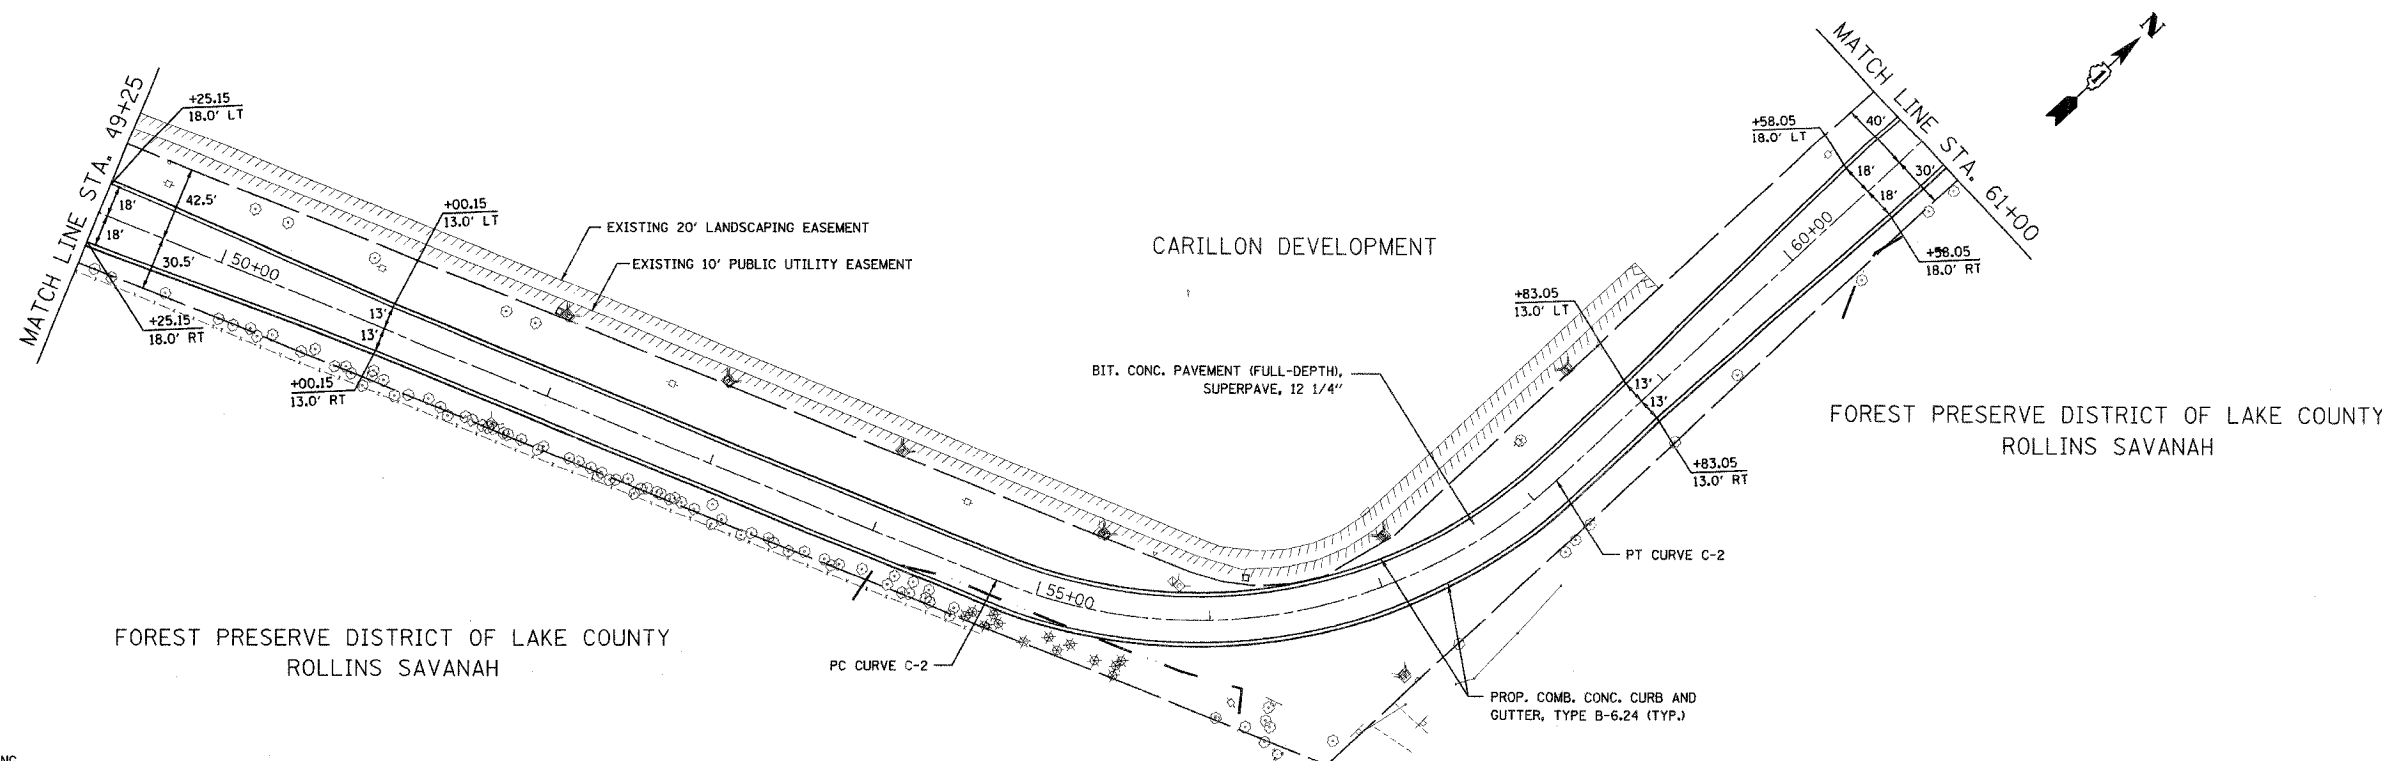 MATCH LINE STA. 49+25
+25.15
18.0' LT
18'
18'
42.5'
30.5'
50+00
+25.15'
18.0' RT
+00.15
13.0' LT
13'
13'
+00.15
13.0' RT
EXISTING 20' LANDSCAPING EASEMENT
EXISTING 10' PUBLIC UTILITY EASEMENT
CARILLON DEVELOPMENT
BIT. CONC. PAVEMENT (FULL-DEPTH),
SUPERPAVE, 12 1/4"
+83.05
13.0' LT
13'
13'
+83.05
13.0' RT
+58.05
18.0' LT
40'
30'
18'
18'
60+00
+58.05
18.0' RT
MATCH LINE STA. 61+00
N
FOREST PRESERVE DISTRICT OF LAKE COUNTY
ROLLINS SAVANAH
PT CURVE C-2
55+00
PC CURVE C-2
PROP. COMB. CONC. CURB AND
GUTTER, TYPE B-6.24 (TYP.)
FOREST PRESERVE DISTRICT OF LAKE COUNTY
ROLLINS SAVANAH